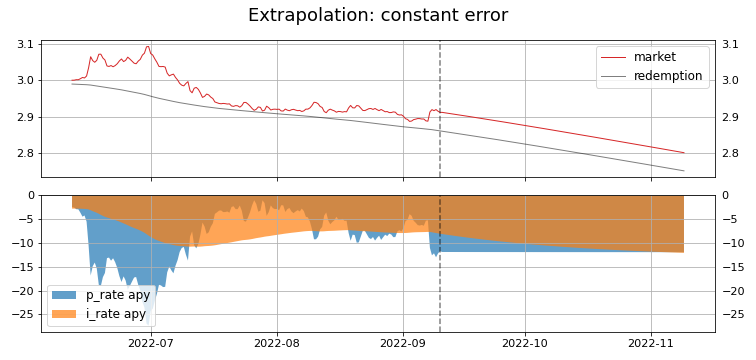 Extrapolation: constant error
3.1 3.1
market
redemption
3.0 3.0
2.9 2.9
2.8 2.8
0 0
−5 −5
−10 −10
−15 −15
−20 −20
p_rate apy
i_rate apy
−25 −25
2022-07 2022-08 2022-09 2022-10 2022-11